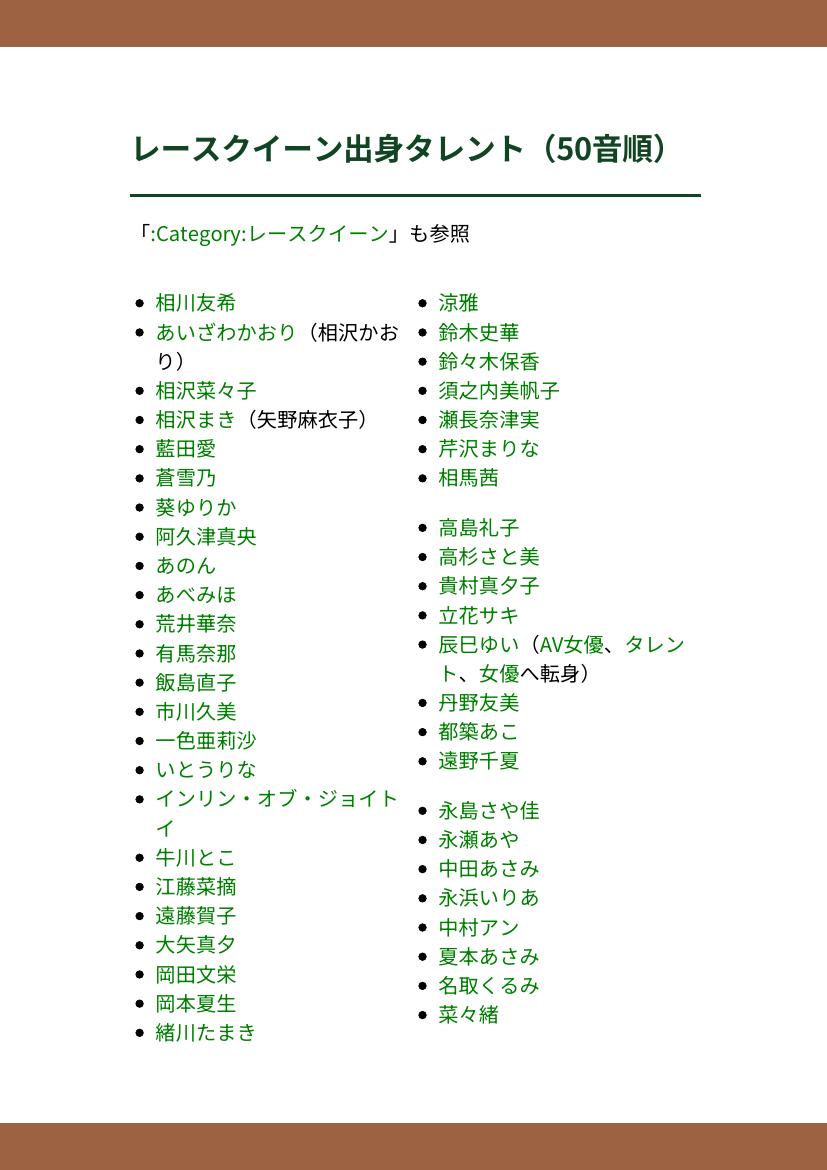 レースクイーン出身タレント（50音順）
「:Category:レースクイーン」も参照
相川友希
あいざわかおり（相沢かお
り）
相沢菜々子
相沢まき（矢野麻衣子）
藍田愛
蒼雪乃
葵ゆりか
阿久津真央
あのん
あべみほ
荒井華奈
有馬奈那
飯島直子
市川久美
一色亜莉沙
いとうりな
インリン・オブ・ジョイト
イ
牛川とこ
江藤菜摘
遠藤賀子
大矢真夕
岡田文栄
岡本夏生
緒川たまき
涼雅
鈴木史華
鈴々木保香
須之内美帆子
瀬長奈津実
芹沢まりな
相馬茜
高島礼子
高杉さと美
貴村真夕子
立花サキ
辰巳ゆい（AV女優、タレン
ト、女優へ転身）
丹野友美
都築あこ
遠野千夏
永島さや佳
永瀬あや
中田あさみ
永浜いりあ
中村アン
夏本あさみ
名取くるみ
菜々緒